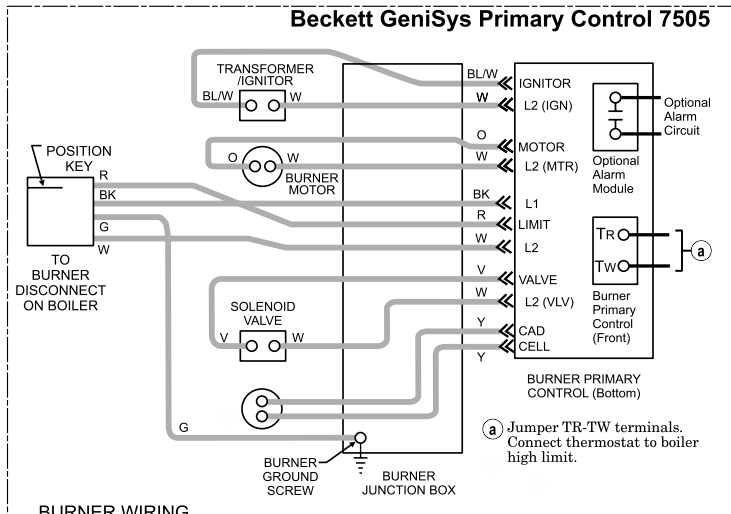 Beckett GeniSys Primary Control 7505
TRANSFORMER
/IGNITOR
BL/W
W
BL/W
IGNITOR
W
L2 (IGN)
Optional
Alarm
Circuit
Optional
Alarm
Module
O
W
BURNER
MOTOR
O
MOTOR
W
L2 (MTR)
POSITION
KEY
R
BK
G
W
TO
BURNER
DISCONNECT
ON BOILER
BK
L1
R
LIMIT
W
L2
TR
TW
a
Burner
Primary
Control
(Front)
SOLENOID
VALVE
V
W
V
VALVE
W
L2 (VLV)
Y
CAD
CELL
Y
BURNER PRIMARY
CONTROL (Bottom)
G
BURNER
GROUND
SCREW
BURNER
JUNCTION BOX
a Jumper TR-TW terminals.
Connect thermostat to boiler
high limit.
BURNER WIRING